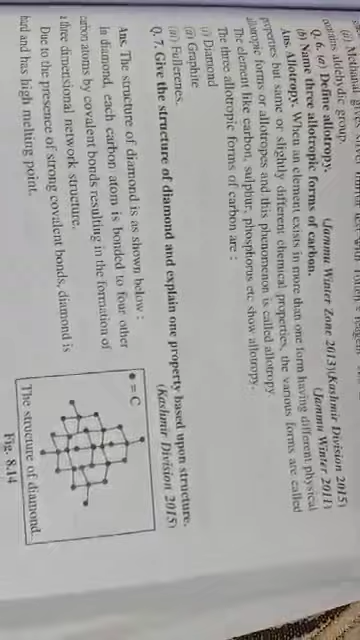 (ii) Methanal gives silver mirror test with Tollen's reagent
contains aldehydic group.
Q. 6. (a) Define allotropy. (Jammu Winter Zone 2013)(Kashmir Division 2015)
(b) Name three allotropic forms of carbon. (Jammu Winter 2011)
Ans. Allotropy. When an element exists in more than one form having different physical
properties but same or slightly different chemical properties, the various forms are called
allotropic forms or allotropes and this phenomenon is called allotropy.
The element like carbon, sulphur, phosphorus etc show allotropy.
The three allotropic forms of carbon are :
(i) Diamond
(ii) Graphite
(iii) Fullerenes.
Q. 7. Give the structure of diamond and explain one property based upon structure.
(Kashmir Division 2015)
Ans. The structure of diamond is as shown below :
In diamond, each carbon atom is bonded to four other
carbon atoms by covalent bonds resulting in the formation of
a three dimensional network structure.
Due to the presence of strong covalent bonds, diamond is
hard and has high melting point.
● = C
The structure of diamond
Fig. 8.14